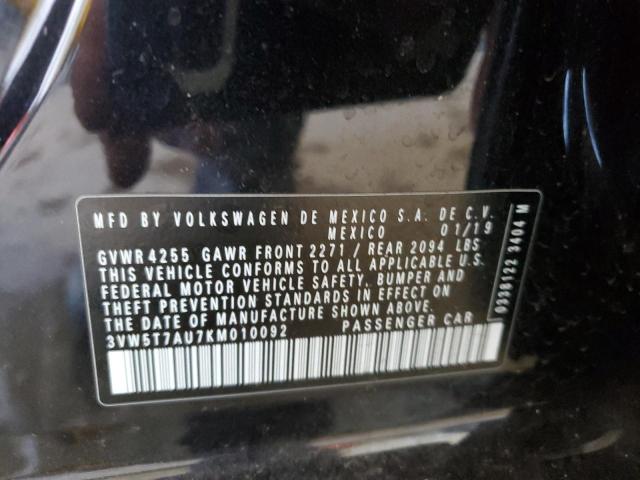 MFD BY VOLKSWAGEN DE MEXICO S.A. DE C.V.
MEXICO 01/19
GVWR 4255 GAWR FRONT 2271 / REAR 2094 LBS
THIS VEHICLE CONFORMS TO ALL APPLICABLE U.S.
FEDERAL MOTOR VEHICLE SAFETY, BUMPER AND
THEFT PREVENTION STANDARDS IN EFFECT ON
THE DATE OF MANUFACTURE SHOWN ABOVE.
3VW5T7AU7KM010092 PASSENGER CAR
0338122 3404 M